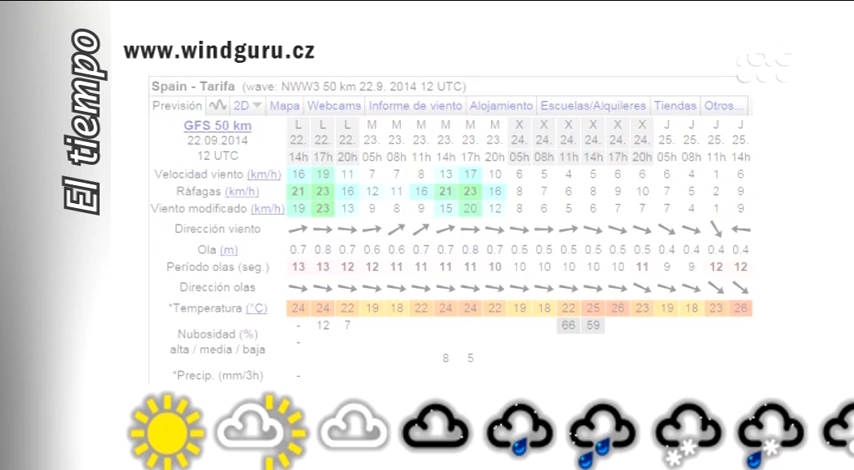 El tiempo
www.windguru.cz
Spain - Tarifa (wave: NWW3 50 km 22.9. 2014 12 UTC)
Previsión 2D Mapa Webcams Informe de viento Alojamiento Escuelas/Alquileres Tiendas Otros...
GFS 50 km L L L M M M M M M X X X X X X J J J J
22.09.2014 22. 22. 22. 23. 23. 23. 23. 23. 23. 24. 24. 24. 24. 24. 24. 25. 25. 25. 25.
12 UTC 14h 17h 20h 05h 08h 11h 14h 17h 20h 05h 08h 11h 14h 17h 20h 05h 08h 11h 14h
Velocidad viento (km/h) 16 19 11 7 7 8 13 17 10 6 5 4 5 6 6 6 4 1 9
Ráfagas (km/h) 21 23 16 12 11 16 21 23 16 8 7 6 8 9 10 7 5 2 9
Viento modificado (km/h) 19 23 13 9 8 9 15 20 12 8 6 5 6 7 7 7 4 1 9
Dirección viento
Ola (m) 0.7 0.8 0.7 0.6 0.6 0.7 0.7 0.8 0.7 0.5 0.5 0.5 0.5 0.5 0.5 0.4 0.4 0.4 0.4
Período olas (seg.) 13 13 12 12 11 11 11 11 10 10 10 10 10 10 11 9 9 12 12
Dirección olas
*Temperatura (°C) 24 24 22 19 18 22 24 24 22 19 18 22 25 26 23 19 18 23 26
Nubosidad (%) - 12 7 66 59
alta / media / baja -
8 5
*Precip. (mm/3h) -